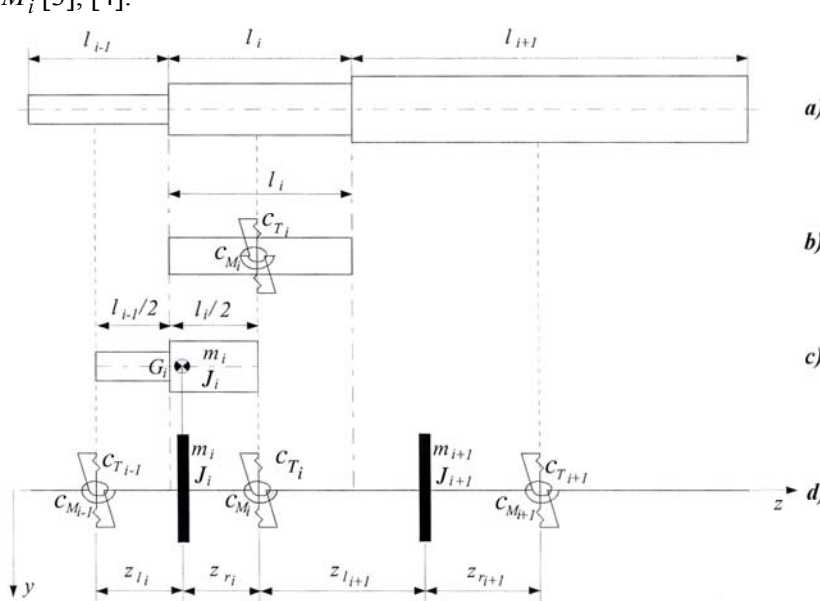 M_i [3], [4].
l_{i-1} l_i l_{i+1}
a)
l_i
c_{T_i}
b)
c_{M_i}
l_{i-1}/2 l_i/2
G_i m_i c)
J_i
c_{T_{i-1}} m_i c_{T_i} m_{i+1} c_{T_{i+1}}
J_i J_{i+1}
c_{M_{i-1}} c_{M_i} c_{M_{i+1}} z d)
z_{l_i} z_{r_i} z_{l_{i+1}} z_{r_{i+1}}
y